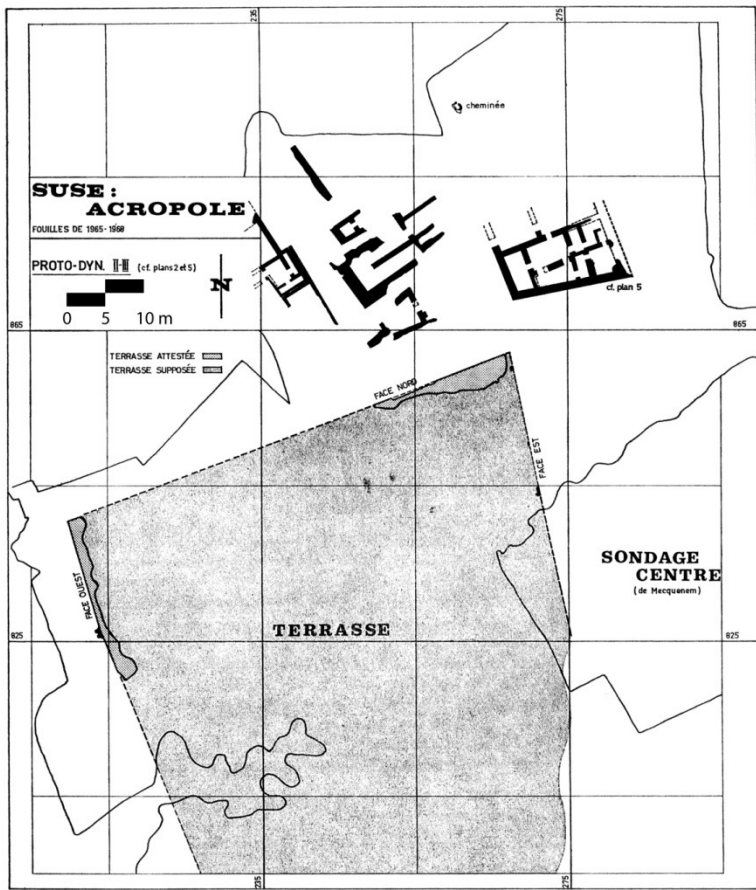 235
275
cheminée
SUSE :
ACROPOLE
FOUILLES DE 1965-1968
PROTO-DYN. II-III (cf. plans 2 et 5)
N
0 5 10 m
cf. plan 5
865
865
TERRASSE ATTESTÉE
TERRASSE SUPPOSÉE
FACE NORD
FACE EST
FACE OUEST
SONDAGE
CENTRE
(de Mecquenem)
TERRASSE
825
825
235
275